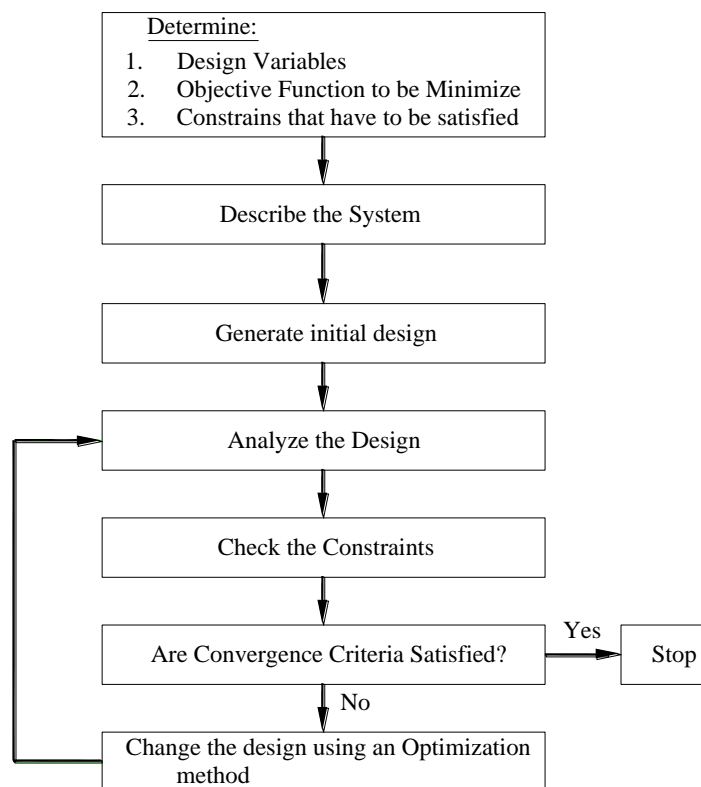 Determine:
1. Design Variables
2. Objective Function to be Minimize
3. Constrains that have to be satisfied
Describe the System
Generate initial design
Analyze the Design
Check the Constraints
Are Convergence Criteria Satisfied?
Yes
Stop
No
Change the design using an Optimization
method